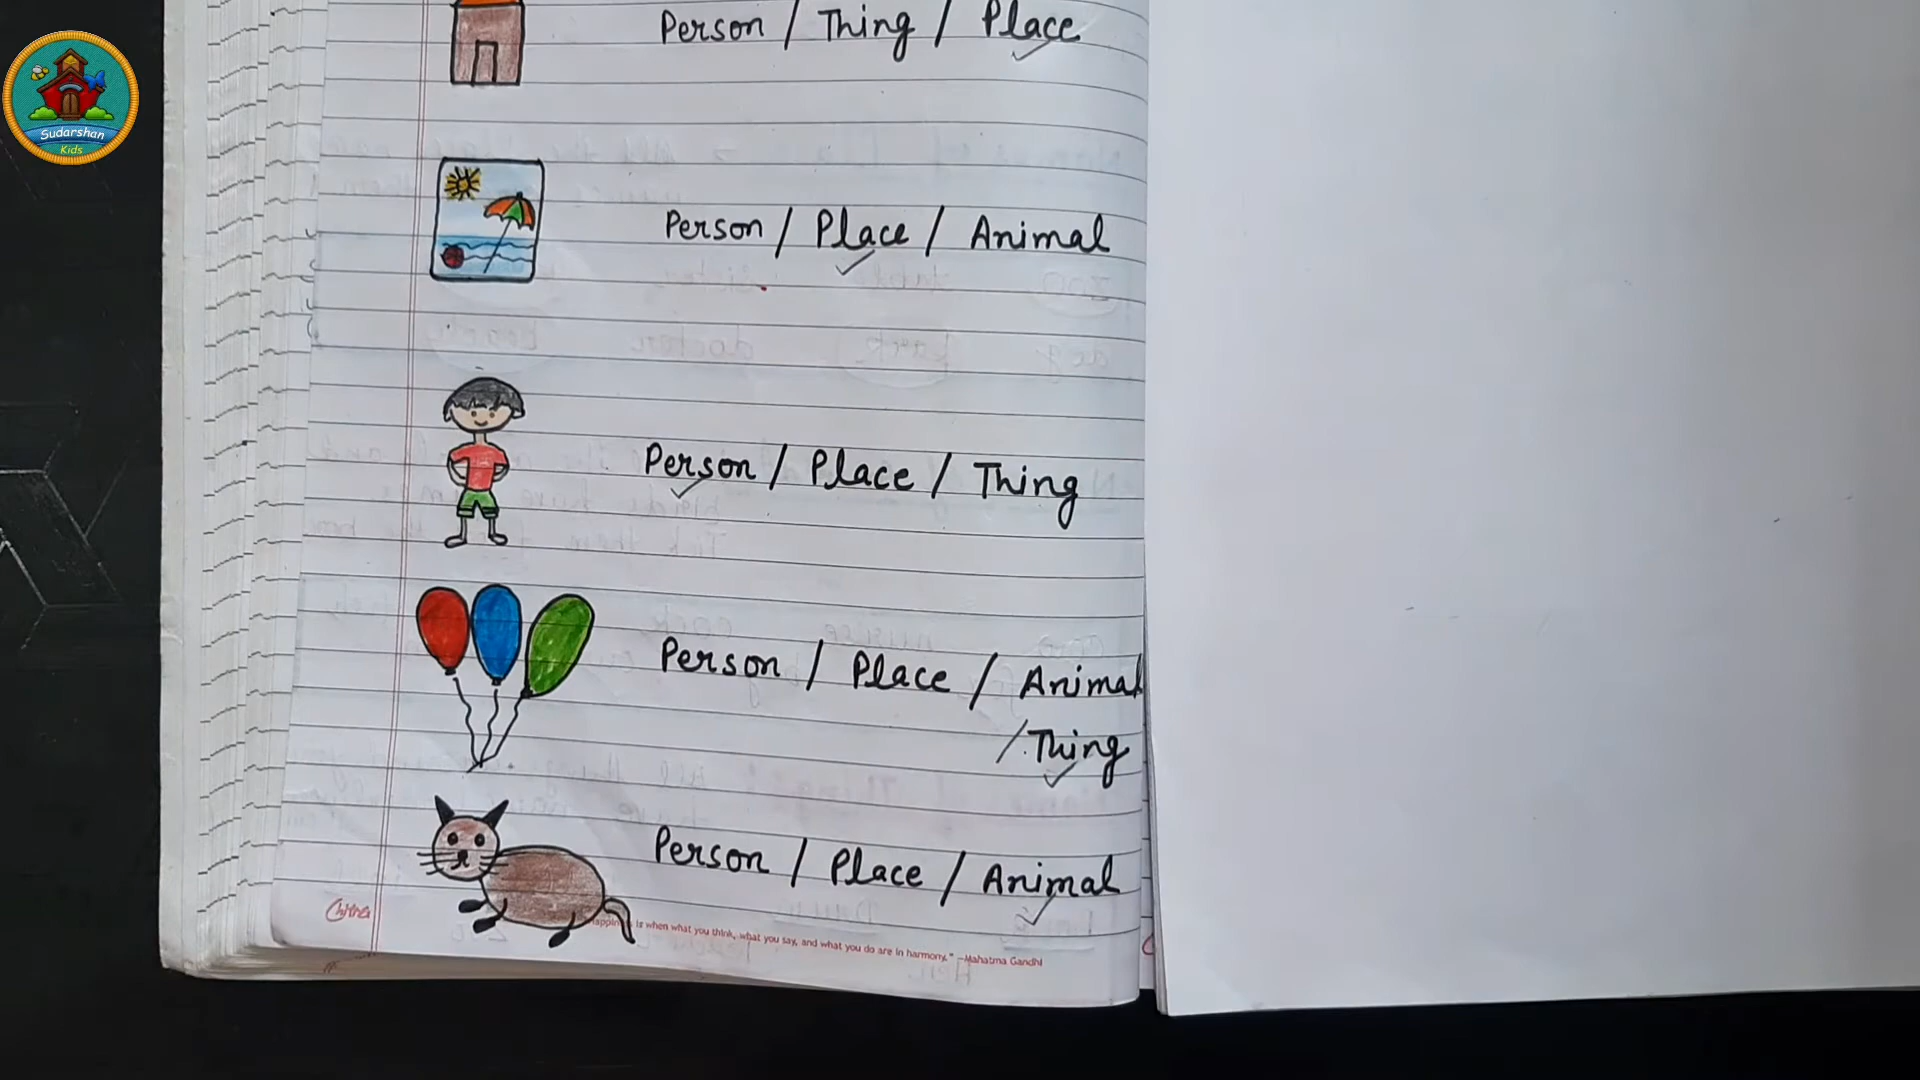 Sudarshan
Kids
Person / Thing / Place
Person / Place / Animal
Person / Place / Thing
Person / Place / Animal
/ Thing
Person / Place / Animal
is when what you think, what you say, and what you do are in harmony." —Mahatma Gandhi